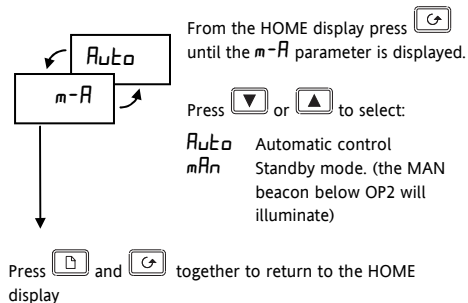 From the HOME display press
until the m-A parameter is displayed.
Auto
m-A
Press or to select:
Auto Automatic control
mAn Standby mode. (the MAN
beacon below OP2 will
illuminate)
Press and together to return to the HOME
display